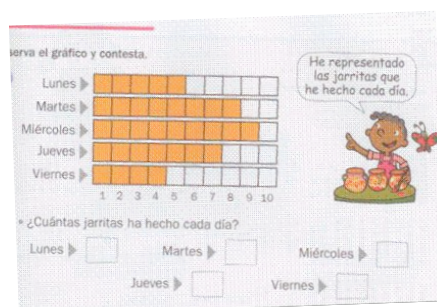 serva el gráfico y contesta.
He representado
las jarritas que
he hecho cada día.
Lunes
Martes
Miércoles
Jueves
Viernes
1 2 3 4 5 6 7 8 9 10
• ¿Cuántas jarritas ha hecho cada día?
Lunes Martes Miércoles
Jueves Viernes